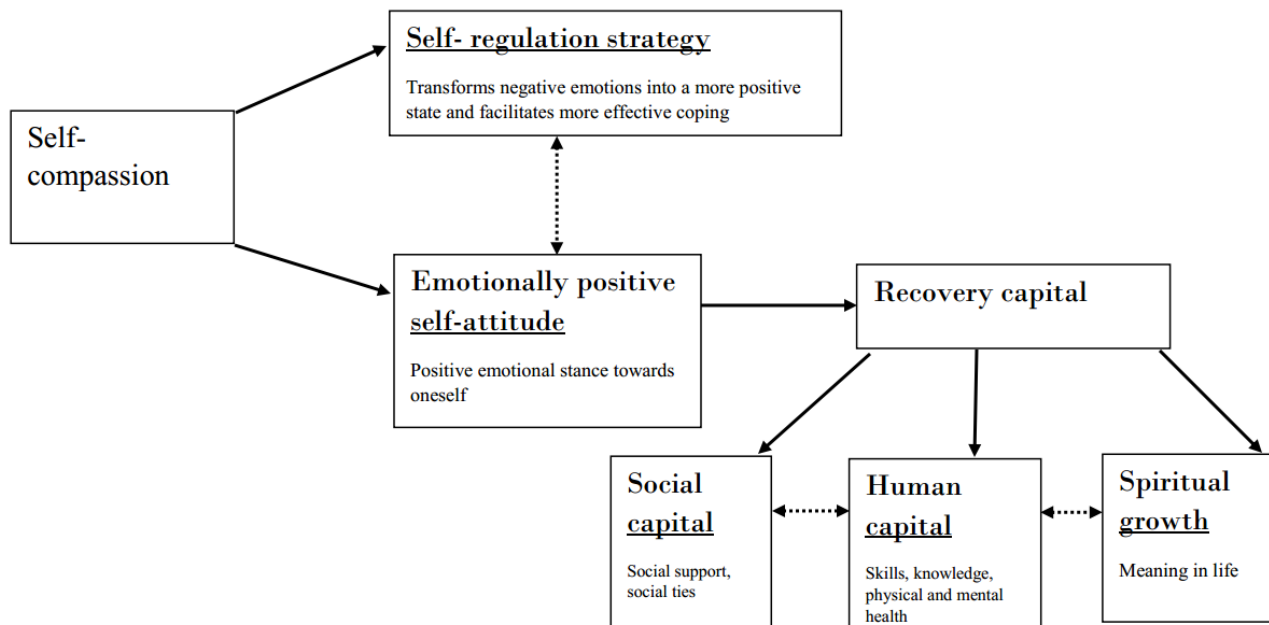 Self- regulation strategy
Transforms negative emotions into a more positive
state and facilitates more effective coping
Self-
compassion
Emotionally positive
self-attitude
Positive emotional stance towards
oneself
Recovery capital
Social
capital
Social support,
social ties
Human
capital
Skills, knowledge,
physical and mental
health
Spiritual
growth
Meaning in life